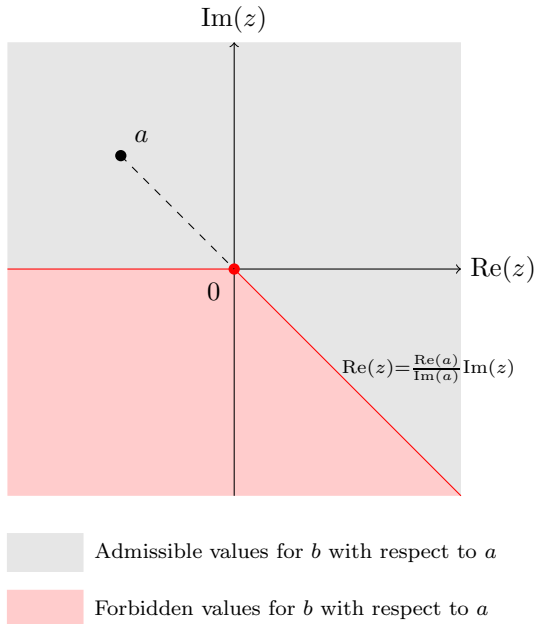 Im(z)
a
Re(z)
0
Re(z)=Re(a)/Im(a) Im(z)
Admissible values for b with respect to a
Forbidden values for b with respect to a